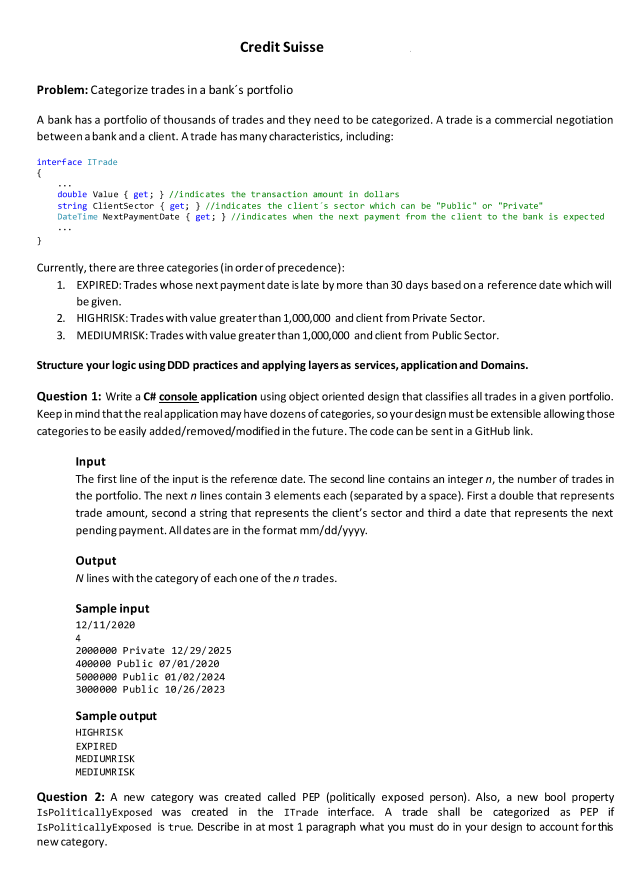 Credit Suisse
Problem: Categorize trades in a bank´s portfolio
A bank has a portfolio of thousands of trades and they need to be categorized. A trade is a commercial negotiation
between a bank and a client. A trade has many characteristics, including:
interface ITrade
{
...
double Value { get; } //indicates the transaction amount in dollars
string ClientSector { get; } //indicates the client´s sector which can be "Public" or "Private"
DateTime NextPaymentDate { get; } //indicates when the next payment from the client to the bank is expected
...
}
Currently, there are three categories (in order of precedence):
1. EXPIRED: Trades whose next payment date is late by more than 30 days based on a reference date which will
be given.
2. HIGHRISK: Trades with value greater than 1,000,000 and client from Private Sector.
3. MEDIUMRISK: Trades with value greater than 1,000,000 and client from Public Sector.
Structure your logic using DDD practices and applying layers as services, application and Domains.
Question 1: Write a C# console application using object oriented design that classifies all trades in a given portfolio.
Keep in mind that the real application may have dozens of categories, so your design must be extensible allowing those
categories to be easily added/removed/modified in the future. The code can be sent in a GitHub link.
Input
The first line of the input is the reference date. The second line contains an integer n, the number of trades in
the portfolio. The next n lines contain 3 elements each (separated by a space). First a double that represents
trade amount, second a string that represents the client’s sector and third a date that represents the next
pending payment. All dates are in the format mm/dd/yyyy.
Output
N lines with the category of each one of the n trades.
Sample input
12/11/2020
4
2000000 Private 12/29/2025
400000 Public 07/01/2020
5000000 Public 01/02/2024
3000000 Public 10/26/2023
Sample output
HIGHRISK
EXPIRED
MEDIUMRISK
MEDIUMRISK
Question 2: A new category was created called PEP (politically exposed person). Also, a new bool property
IsPoliticallyExposed was created in the ITrade interface. A trade shall be categorized as PEP if
IsPoliticallyExposed is true. Describe in at most 1 paragraph what you must do in your design to account for this
new category.